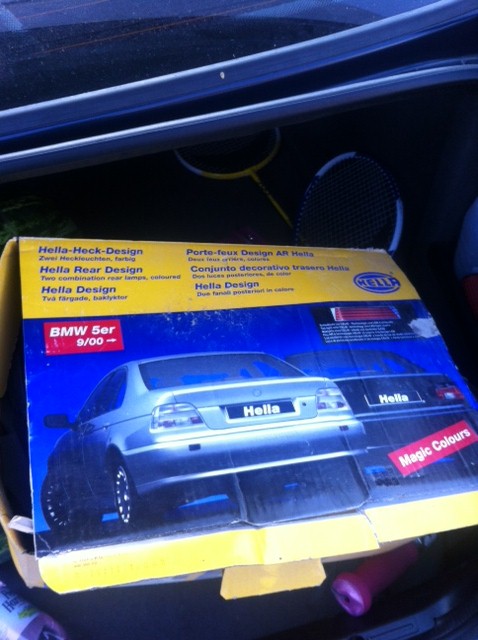 Hella-Heck-Design
Zwei Heckleuchten, farbig
Hella Rear Design
Two combination rear lamps, coloured
Hella Design
Två färgade, baklyktor
Porte-feux Design AR Hella
Deux feux arrière, colorés
Conjunto decorativo trasero Hella
Dos luces posteriores, de color
Hella Design
Due fanali posteriori in colore
HELLA
BMW 5er
9/00 →
Hella
Hella
Magic Colours